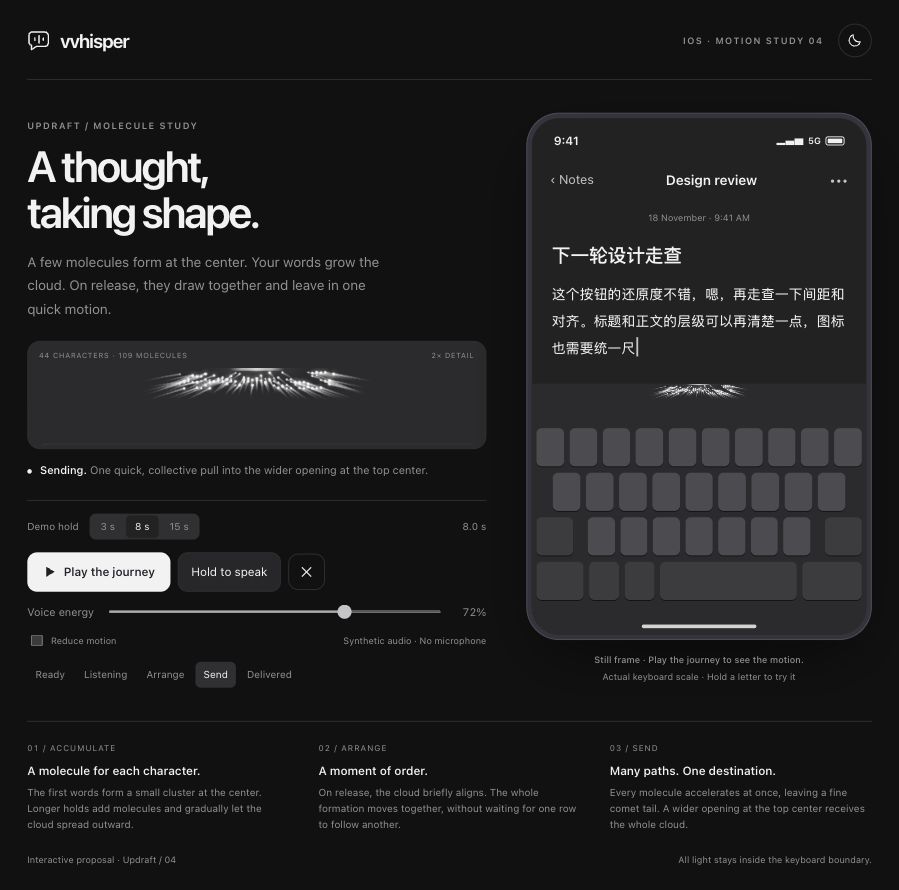 vvhisper
IOS · MOTION STUDY 04
UPDRAFT / MOLECULE STUDY
A thought,
taking shape.
A few molecules form at the center. Your words grow the
cloud. On release, they draw together and leave in one
quick motion.
44 CHARACTERS · 109 MOLECULES
2× DETAIL
Sending. One quick, collective pull into the wider opening at the top center.
Demo hold
3 s
8 s
15 s
8.0 s
Play the journey
Hold to speak
Voice energy
72%
Reduce motion
Synthetic audio · No microphone
Ready
Listening
Arrange
Send
Delivered
9:41
5G
‹ Notes
Design review
18 November · 9:41 AM
下一轮设计走查
这个按钮的还原度不错，嗯，再走查一下间距和
对齐。标题和正文的层级可以再清楚一点，图标
也需要统一尺
Still frame · Play the journey to see the motion.
Actual keyboard scale · Hold a letter to try it
01 / ACCUMULATE
A molecule for each character.
The first words form a small cluster at the center.
Longer holds add molecules and gradually let the
cloud spread outward.
02 / ARRANGE
A moment of order.
On release, the cloud briefly aligns. The whole
formation moves together, without waiting for one row
to follow another.
03 / SEND
Many paths. One destination.
Every molecule accelerates at once, leaving a fine
comet tail. A wider opening at the top center receives
the whole cloud.
Interactive proposal · Updraft / 04
All light stays inside the keyboard boundary.